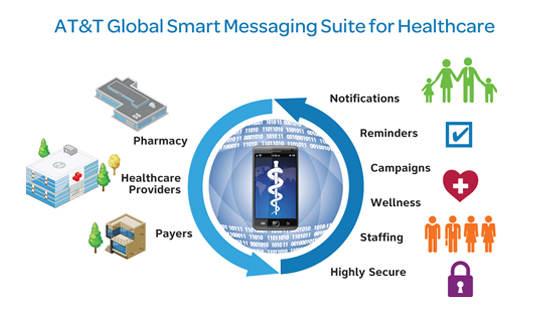 AT&T Global Smart Messaging Suite for Healthcare
Pharmacy
Healthcare
Providers
Payers
Notifications
Reminders
Campaigns
Wellness
Staffing
Highly Secure